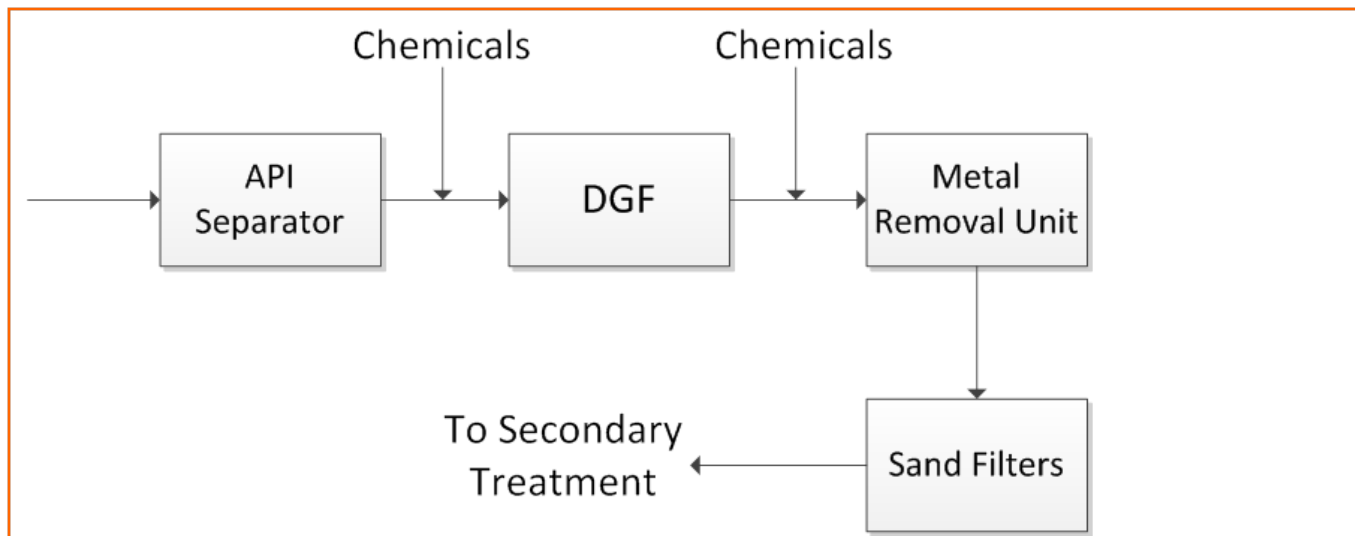 Chemicals
Chemicals
API
Separator
DGF
Metal
Removal Unit
Sand Filters
To Secondary
Treatment